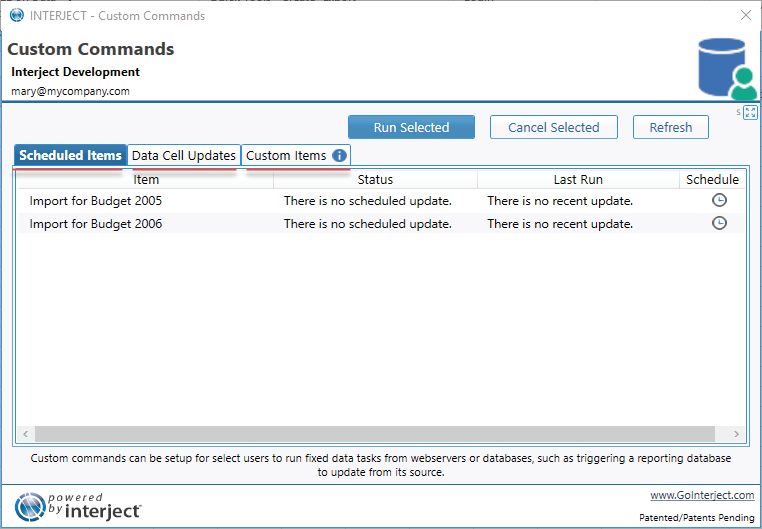 INTERJECT - Custom Commands
Custom Commands
Interject Development
mary@mycompany.com
S
Run Selected Cancel Selected Refresh
Scheduled Items Data Cell Updates Custom Items i
Item Status Last Run Schedule
Import for Budget 2005 There is no scheduled update. There is no recent update.
Import for Budget 2006 There is no scheduled update. There is no recent update.
Custom commands can be setup for select users to run fixed data tasks from webservers or databases, such as triggering a reporting database
to update from its source.
powered
by interject
www.GoInterject.com
Patented/Patents Pending